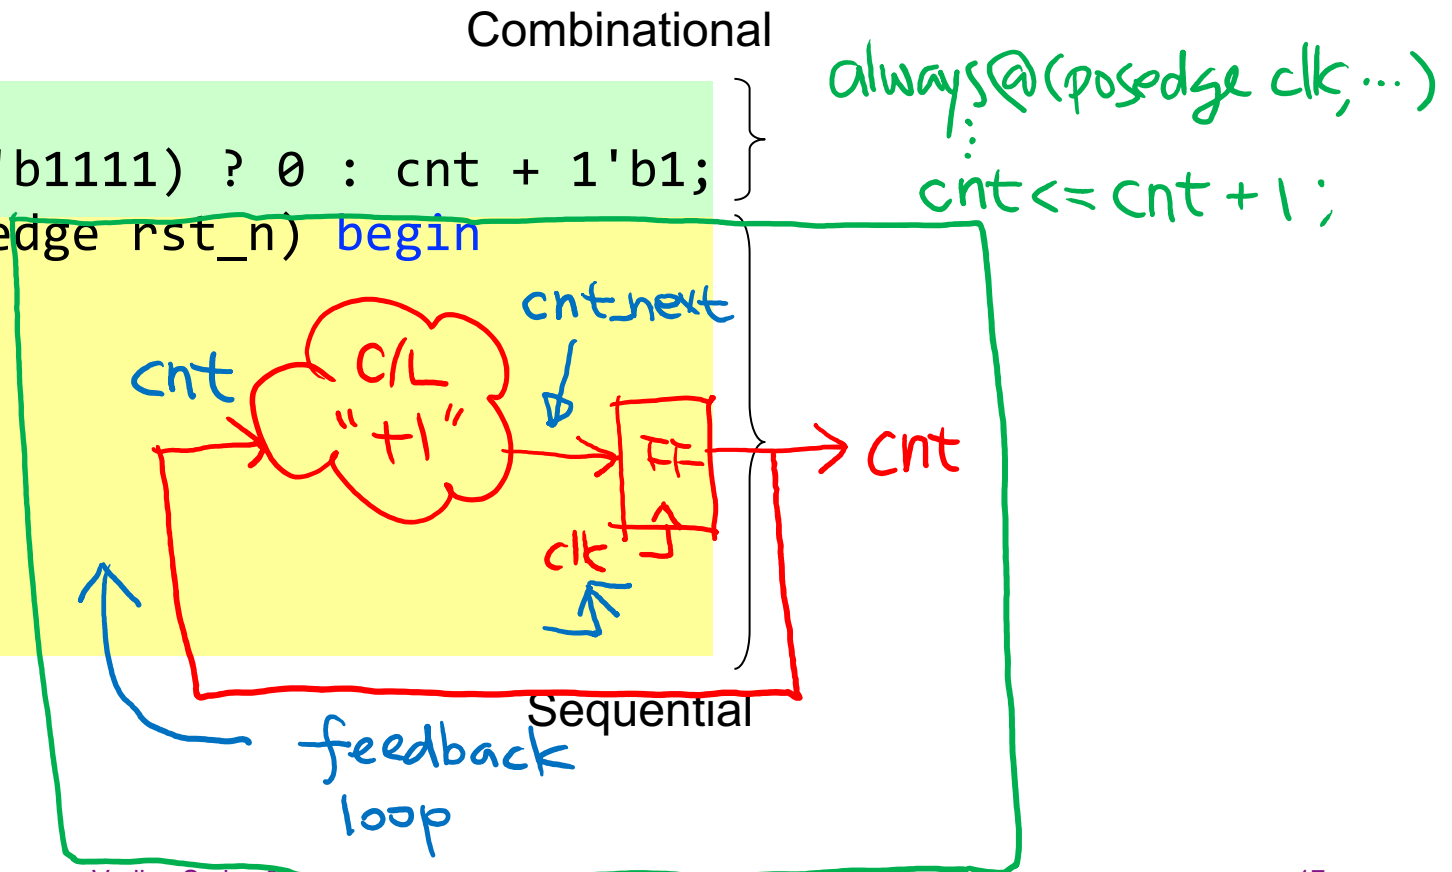 Combinational
always@(posedge clk, ...)
'b1111) ? 0 : cnt + 1'b1;
cnt <= cnt + 1 ;
edge rst_n) begin
cnt_next
C/L
cnt
"+1"
FF
cnt
clk
Sequential
feedback
loop